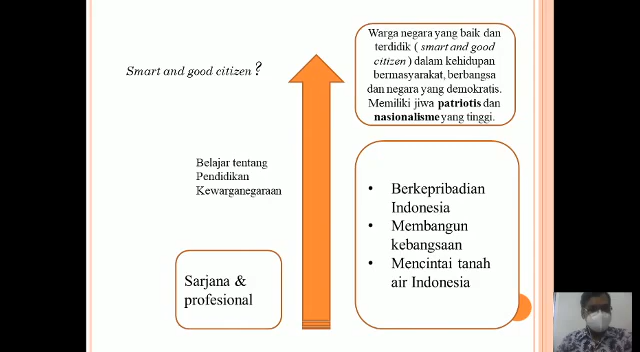 Smart and good citizen ?
Warga negara yang baik dan
terdidik ( smart and good
citizen ) dalam kehidupan
bermasyarakat, berbangsa
dan negara yang demokratis.
Memiliki jiwa patriotis dan
nasionalisme yang tinggi.
Belajar tentang
Pendidikan
Kewarganegaraan
• Berkepribadian
Indonesia
• Membangun
kebangsaan
• Mencintai tanah
air Indonesia
Sarjana &
profesional